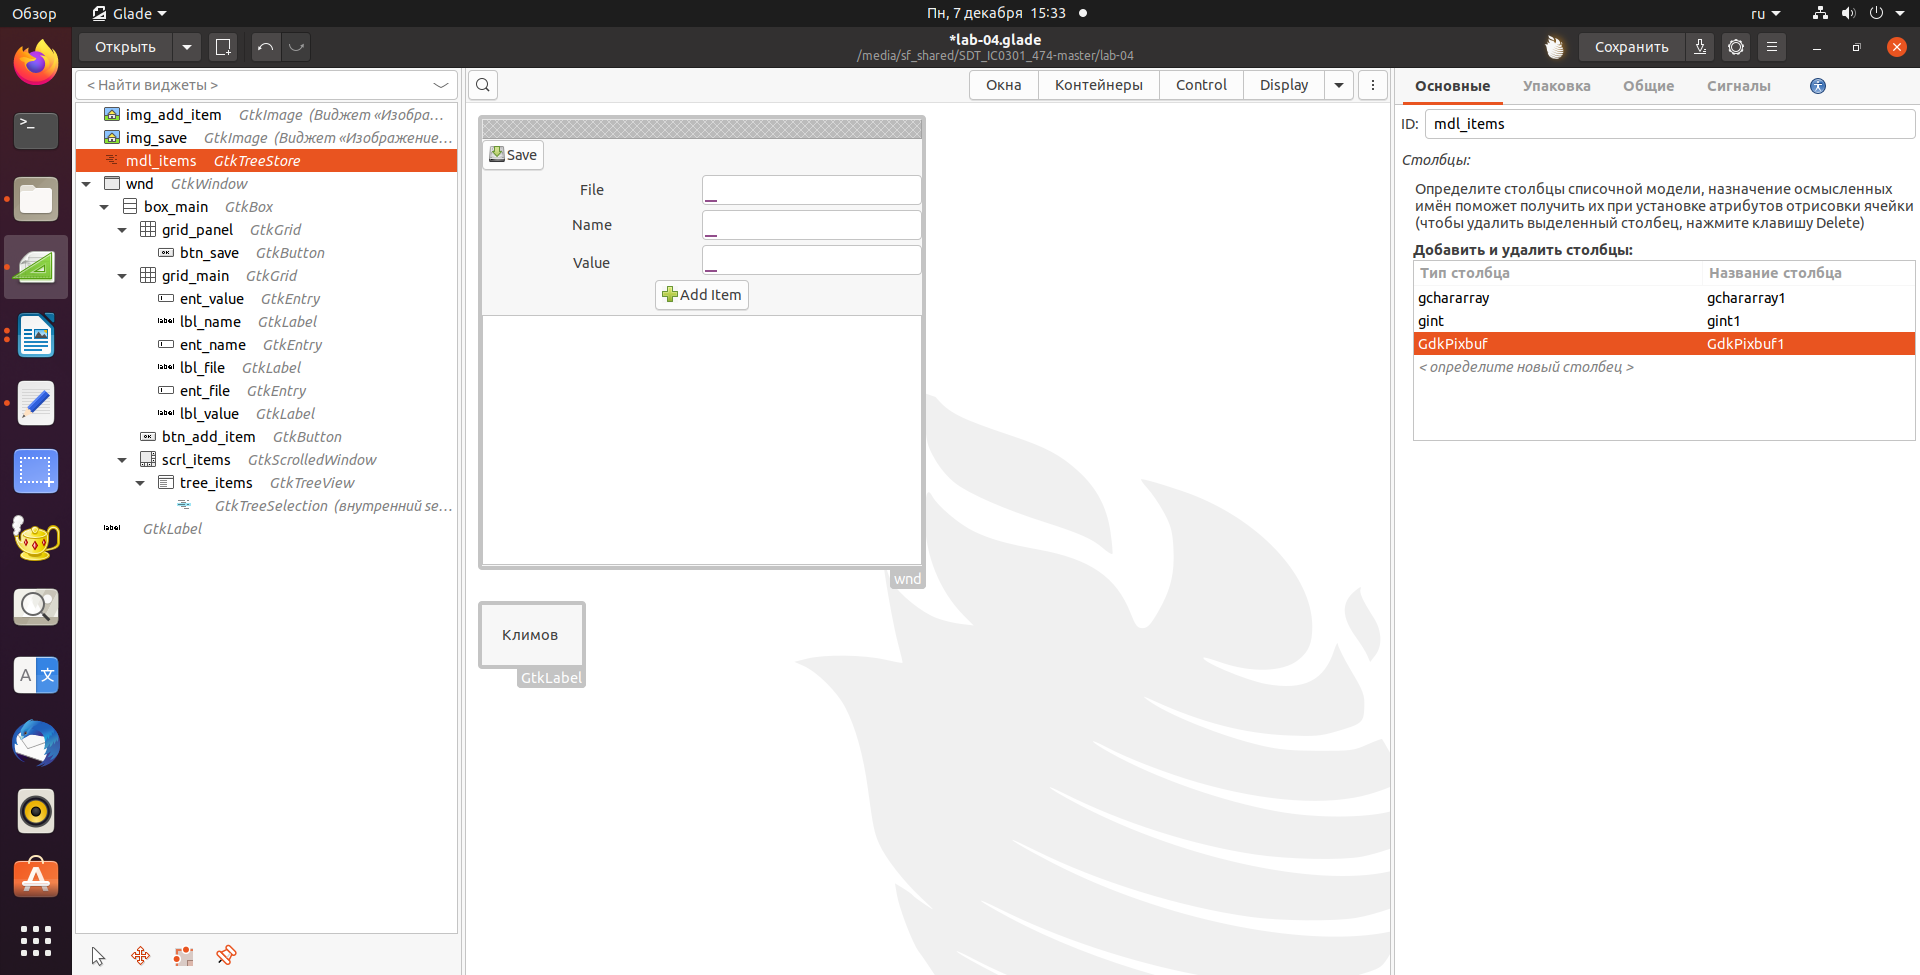 Обзор
Glade
Пн, 7 декабря 15:33
ru
Открыть
*lab-04.glade
/media/sf_shared/SDT_IC0301_474-master/lab-04
Сохранить
< Найти виджеты >
img_add_item GtkImage (Виджет «Изобра…
img_save GtkImage (Виджет «Изображение…
mdl_items GtkTreeStore
wnd GtkWindow
box_main GtkBox
grid_panel GtkGrid
btn_save GtkButton
grid_main GtkGrid
ent_value GtkEntry
lbl_name GtkLabel
ent_name GtkEntry
lbl_file GtkLabel
ent_file GtkEntry
lbl_value GtkLabel
btn_add_item GtkButton
scrl_items GtkScrolledWindow
tree_items GtkTreeView
GtkTreeSelection (внутренний se…
label GtkLabel
Окна
Контейнеры
Control
Display
Save
File
Name
Value
Add Item
wnd
Климов
GtkLabel
Основные
Упаковка
Общие
Сигналы
ID: mdl_items
Столбцы:
Определите столбцы списочной модели, назначение осмысленных
имён поможет получить их при установке атрибутов отрисовки ячейки
(чтобы удалить выделенный столбец, нажмите клавишу Delete)
Добавить и удалить столбцы:
Тип столбца Название столбца
gchararray gchararray1
gint gint1
GdkPixbuf GdkPixbuf1
< определите новый столбец >